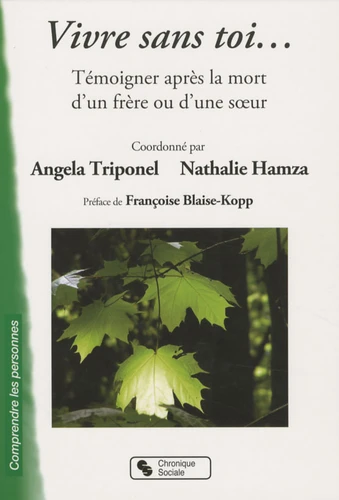 Vivre sans toi...
Témoigner après la mort
d'un frère ou d'une sœur
Coordonné par
Angela Triponel Nathalie Hamza
Préface de Françoise Blaise-Kopp
Comprendre les personnes
Chronique
Sociale